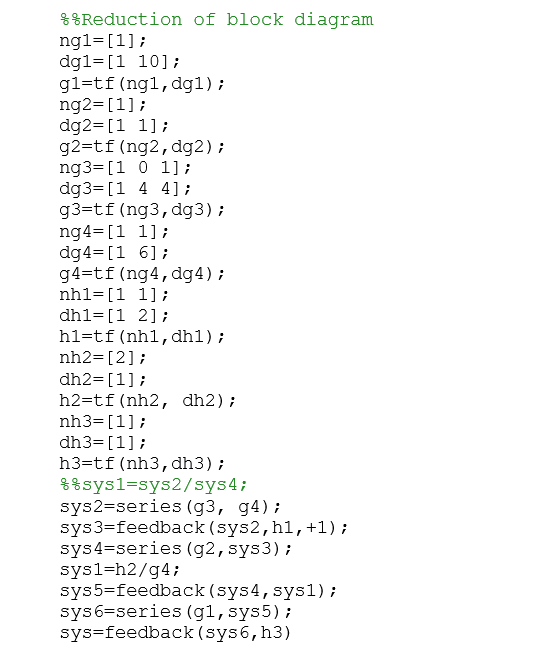 %%Reduction of block diagram
ng1=[1];
dg1=[1 10];
g1=tf(ng1,dg1);
ng2=[1];
dg2=[1 1];
g2=tf(ng2,dg2);
ng3=[1 0 1];
dg3=[1 4 4];
g3=tf(ng3,dg3);
ng4=[1 1];
dg4=[1 6];
g4=tf(ng4,dg4);
nh1=[1 1];
dh1=[1 2];
h1=tf(nh1,dh1);
nh2=[2];
dh2=[1];
h2=tf(nh2, dh2);
nh3=[1];
dh3=[1];
h3=tf(nh3,dh3);
%%sys1=sys2/sys4;
sys2=series(g3, g4);
sys3=feedback(sys2,h1,+1);
sys4=series(g2,sys3);
sys1=h2/g4;
sys5=feedback(sys4,sys1);
sys6=series(g1,sys5);
sys=feedback(sys6,h3)